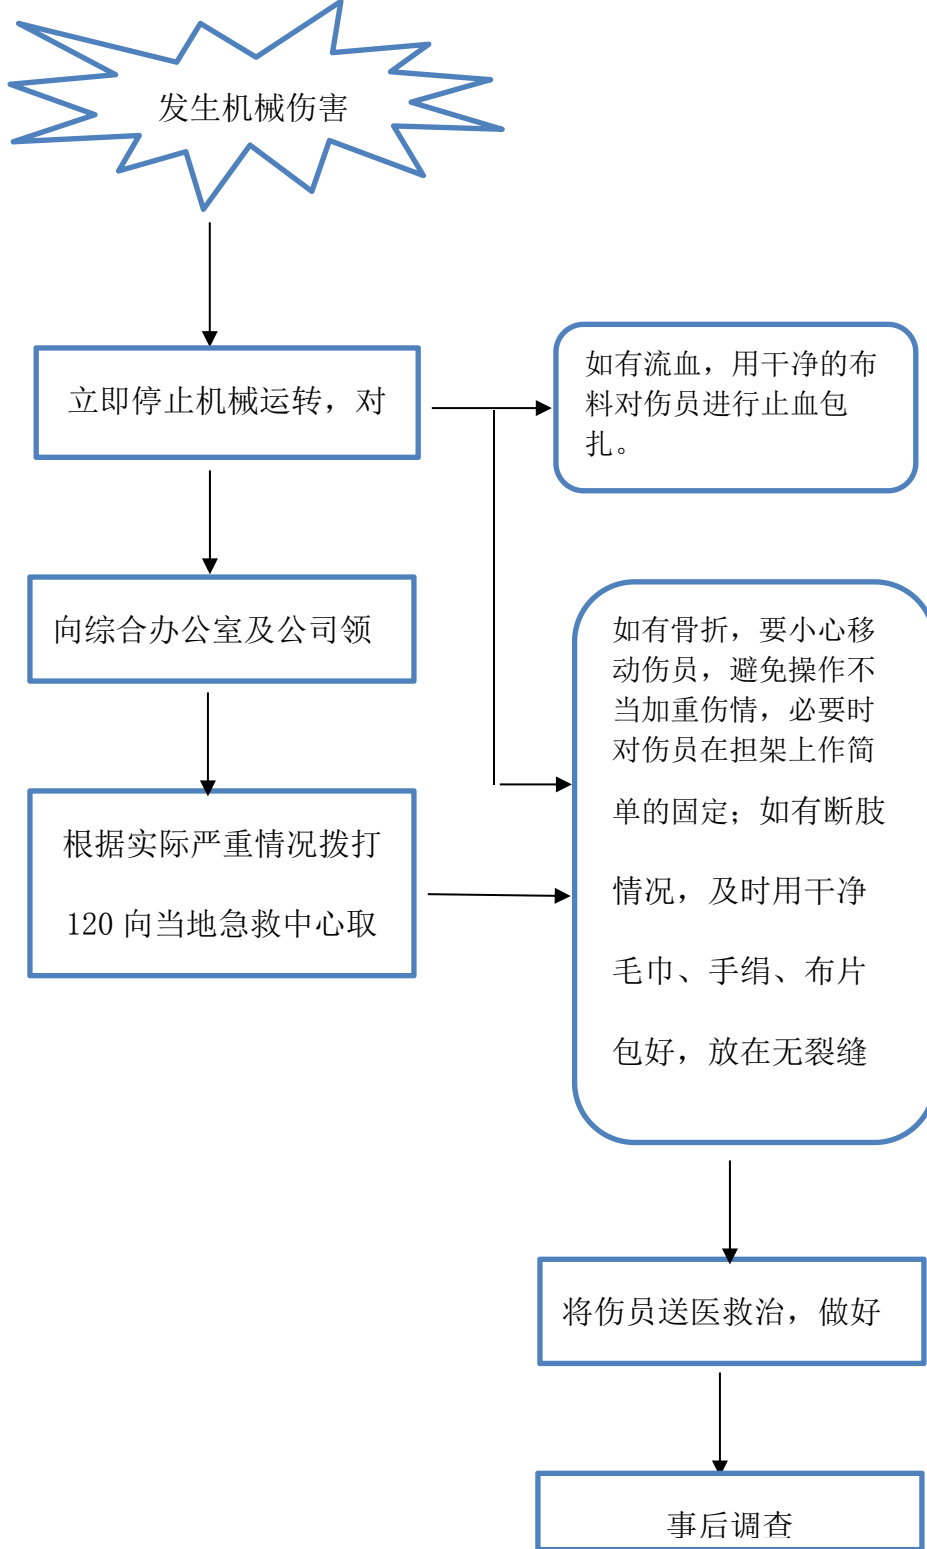 发生机械伤害
立即停止机械运转，对
如有流血，用干净的布
料对伤员进行止血包
扎。
向综合办公室及公司领
如有骨折，要小心移
动伤员，避免操作不
当加重伤情，必要时
对伤员在担架上作简
单的固定；如有断肢
情况，及时用干净
毛巾、手绢、布片
包好，放在无裂缝
根据实际严重情况拨打
120 向当地急救中心取
将伤员送医救治，做好
事后调查